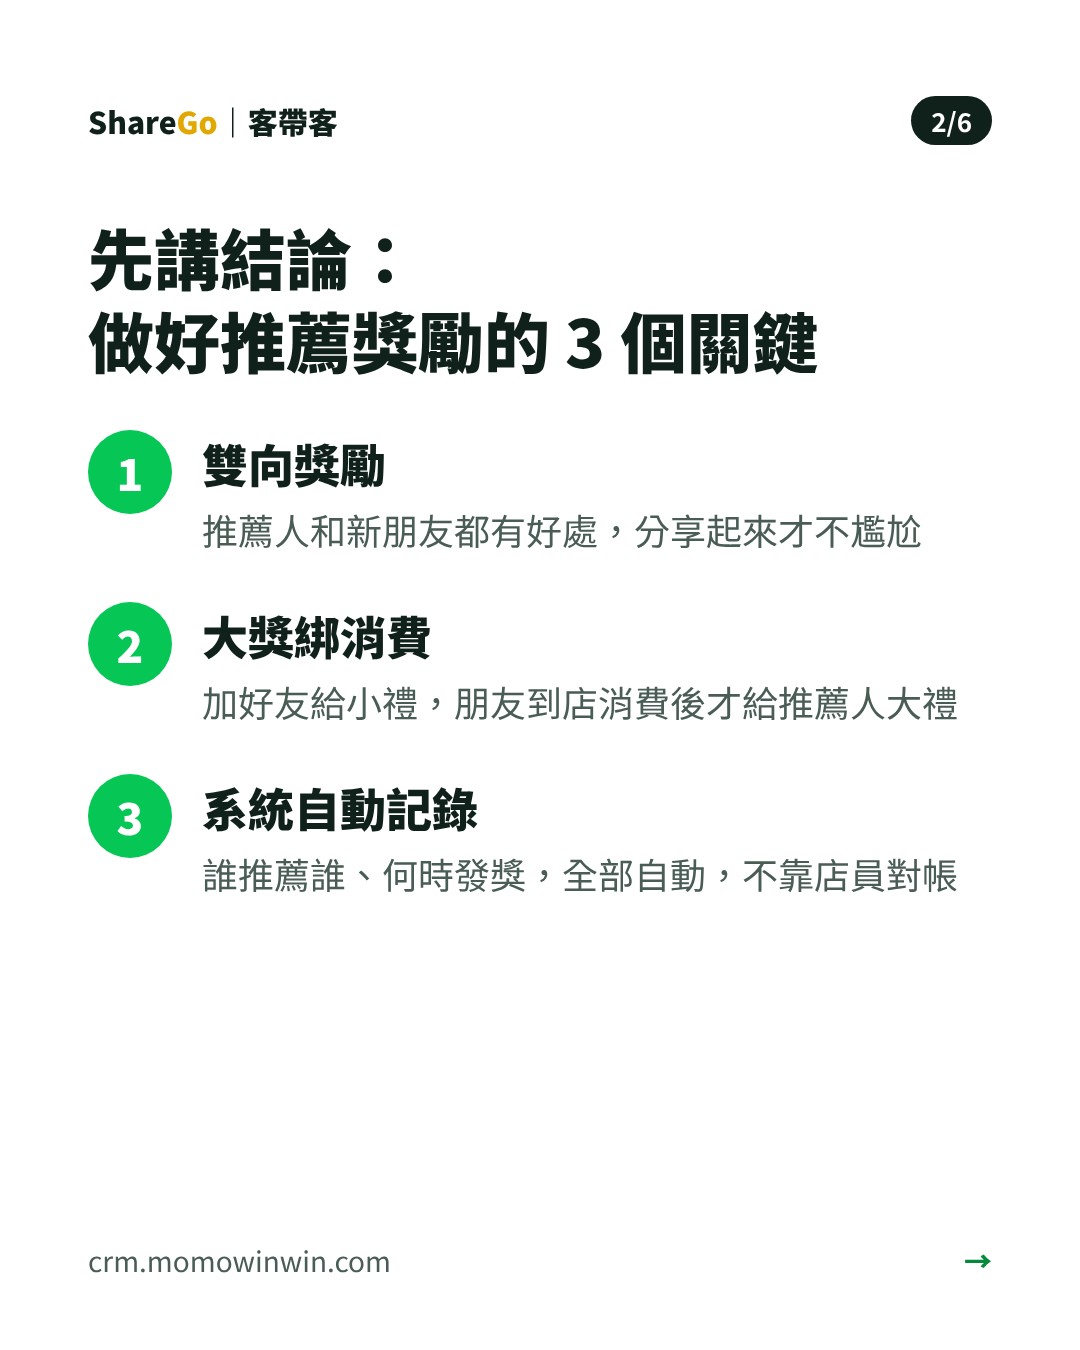 ShareGo｜客帶客
2/6
先講結論：
做好推薦獎勵的 3 個關鍵
1
雙向獎勵
推薦人和新朋友都有好處，分享起來才不尷尬
2
大獎綁消費
加好友給小禮，朋友到店消費後才給推薦人大禮
3
系統自動記錄
誰推薦誰、何時發獎，全部自動，不靠店員對帳
crm.momowinwin.com
→